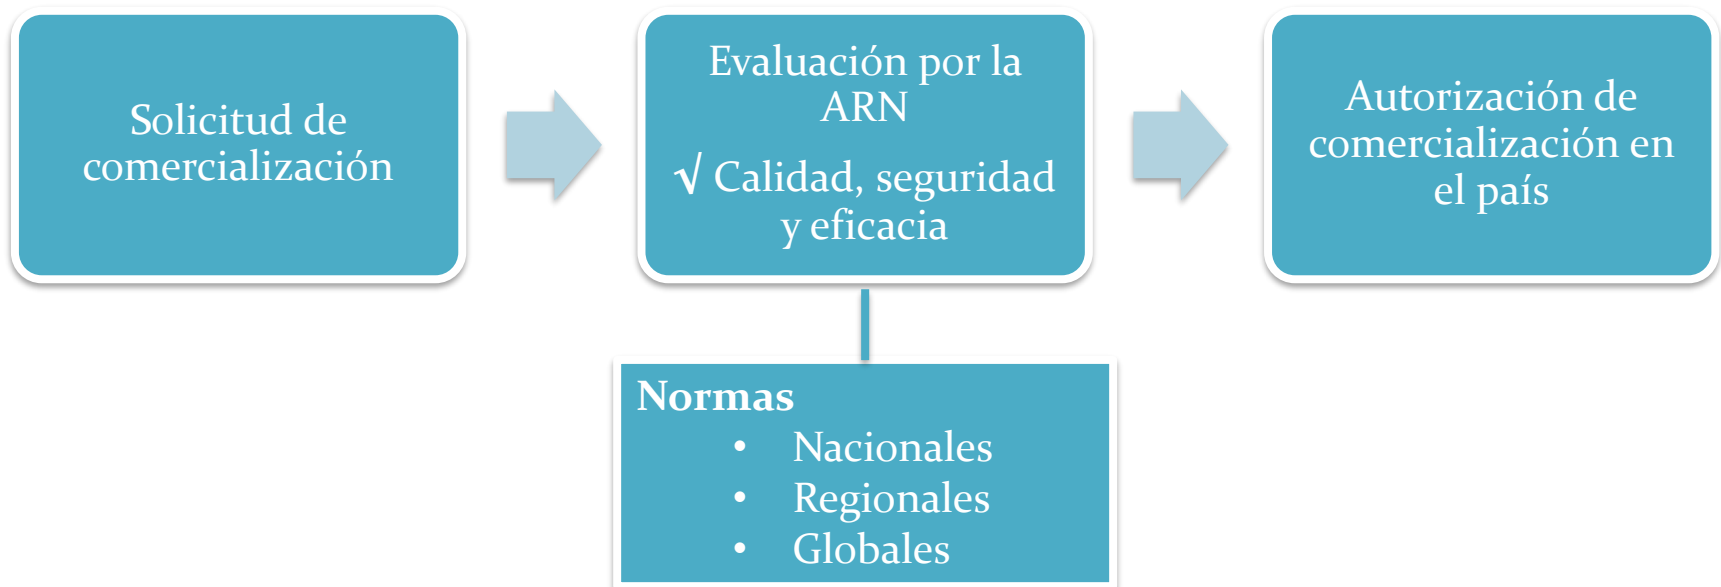 Solicitud de
comercialización
Evaluación por la
ARN
√ Calidad, seguridad
y eficacia
Autorización de
comercialización en
el país
Normas
• Nacionales
• Regionales
• Globales